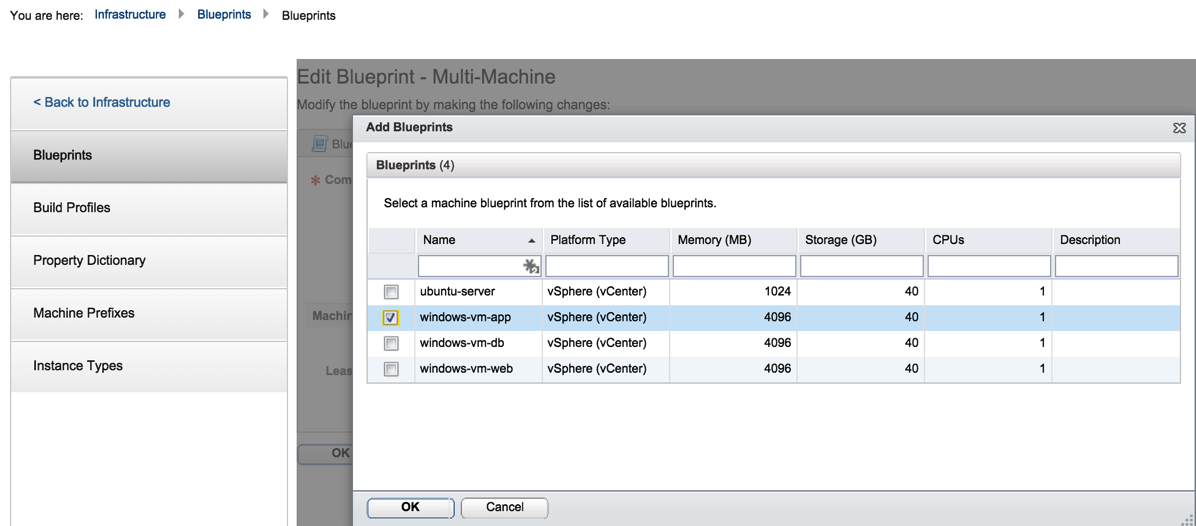 You are here: Infrastructure Blueprints Blueprints
< Back to Infrastructure
Blueprints
Build Profiles
Property Dictionary
Machine Prefixes
Instance Types
Edit Blueprint - Multi-Machine
Modify the blueprint by making the following changes:
Blue
* Com
Machin
Leas
OK
Add Blueprints
Blueprints (4)
Select a machine blueprint from the list of available blueprints.
Name Platform Type Memory (MB) Storage (GB) CPUs Description
ubuntu-server vSphere (vCenter) 1024 40 1
windows-vm-app vSphere (vCenter) 4096 40 1
windows-vm-db vSphere (vCenter) 4096 40 1
windows-vm-web vSphere (vCenter) 4096 40 1
OK Cancel